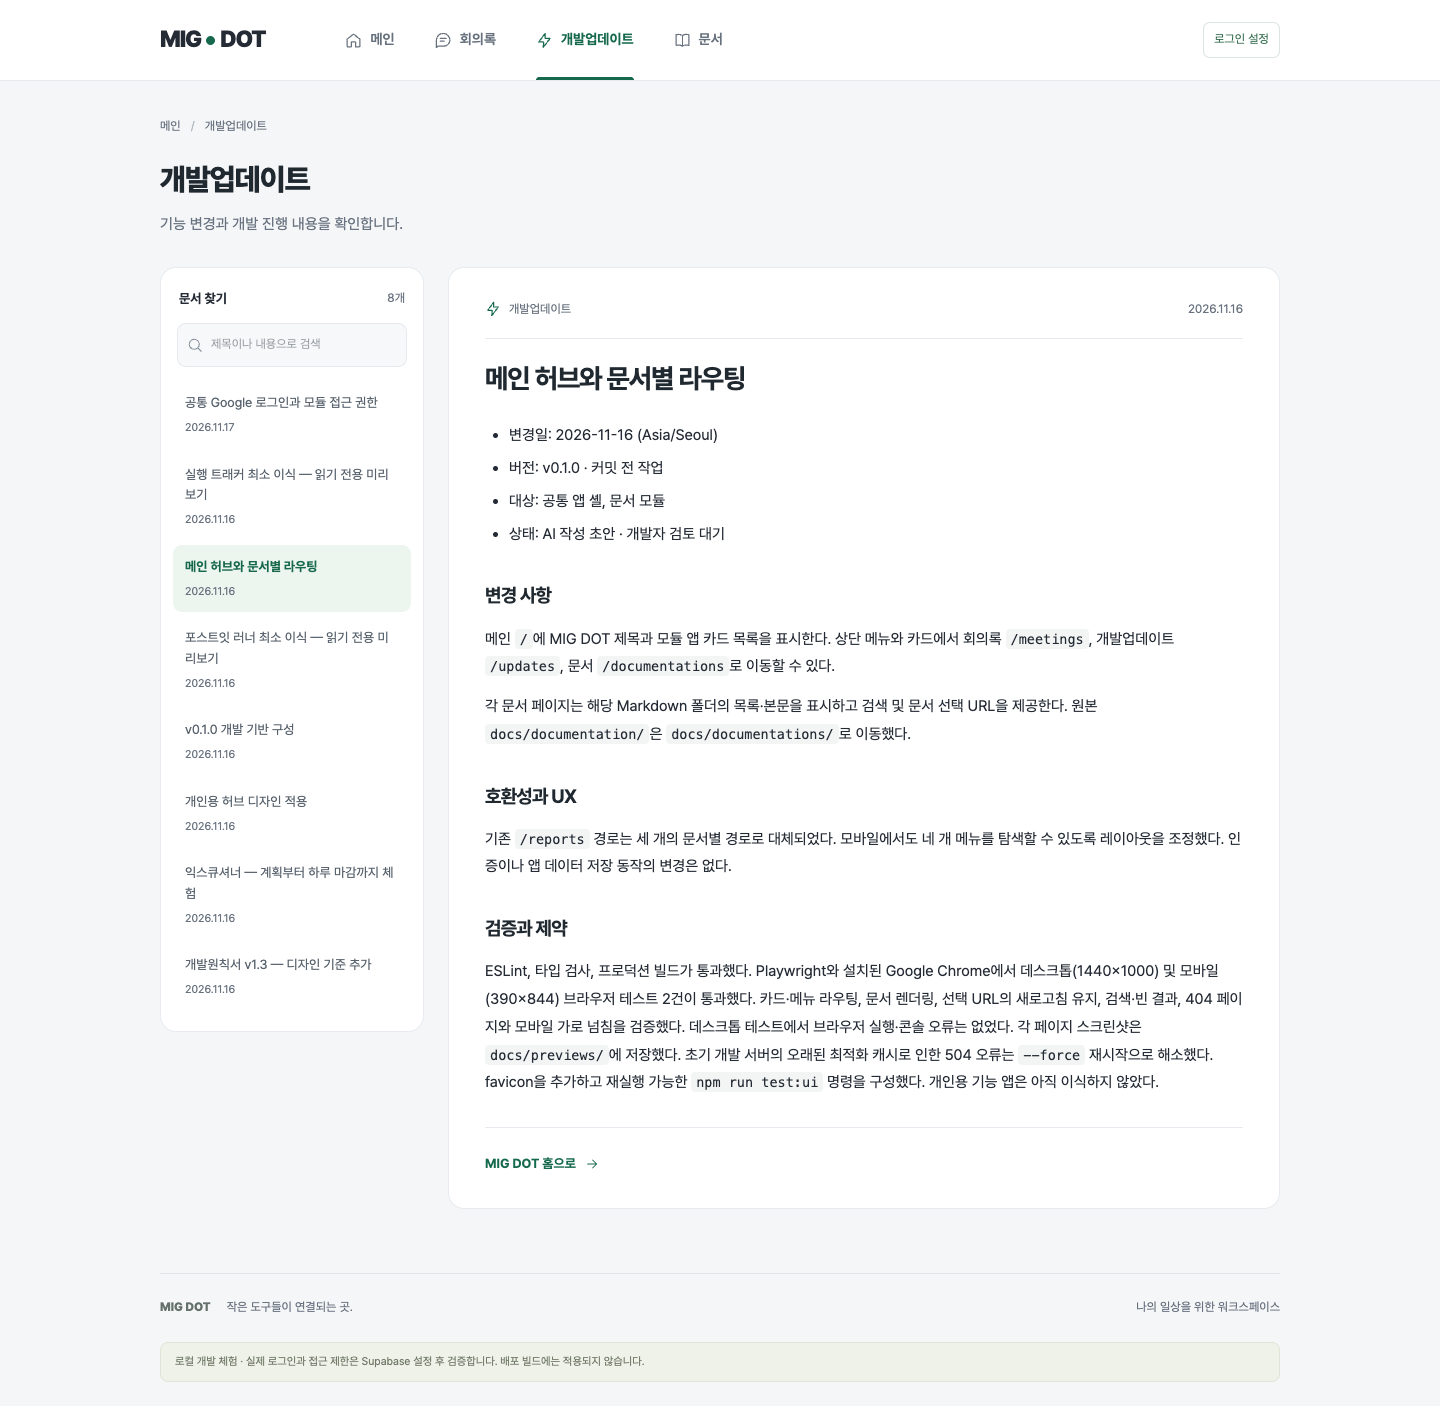 MIG DOT
메인
회의록
개발업데이트
문서
로그인 설정
메인 / 개발업데이트
개발업데이트
기능 변경과 개발 진행 내용을 확인합니다.
문서 찾기
8개
제목이나 내용으로 검색
공통 Google 로그인과 모듈 접근 권한
2026.11.17
실행 트래커 최소 이식 — 읽기 전용 미리
보기
2026.11.16
메인 허브와 문서별 라우팅
2026.11.16
포스트잇 러너 최소 이식 — 읽기 전용 미
리보기
2026.11.16
v0.1.0 개발 기반 구성
2026.11.16
개인용 허브 디자인 적용
2026.11.16
익스큐셔너 — 계획부터 하루 마감까지 체
험
2026.11.16
개발원칙서 v1.3 — 디자인 기준 추가
2026.11.16
개발업데이트
2026.11.16
메인 허브와 문서별 라우팅
• 변경일: 2026-11-16 (Asia/Seoul)
• 버전: v0.1.0 · 커밋 전 작업
• 대상: 공통 앱 셸, 문서 모듈
• 상태: AI 작성 초안 · 개발자 검토 대기
변경 사항
메인 / 에 MIG DOT 제목과 모듈 앱 카드 목록을 표시한다. 상단 메뉴와 카드에서 회의록 /meetings , 개발업데이트
/updates , 문서 /documentations 로 이동할 수 있다.
각 문서 페이지는 해당 Markdown 폴더의 목록·본문을 표시하고 검색 및 문서 선택 URL을 제공한다. 원본
docs/documentation/ 은 docs/documentations/ 로 이동했다.
호환성과 UX
기존 /reports 경로는 세 개의 문서별 경로로 대체되었다. 모바일에서도 네 개 메뉴를 탐색할 수 있도록 레이아웃을 조정했다. 인
증이나 앱 데이터 저장 동작의 변경은 없다.
검증과 제약
ESLint, 타입 검사, 프로덕션 빌드가 통과했다. Playwright와 설치된 Google Chrome에서 데스크톱(1440×1000) 및 모바일
(390×844) 브라우저 테스트 2건이 통과했다. 카드·메뉴 라우팅, 문서 렌더링, 선택 URL의 새로고침 유지, 검색·빈 결과, 404 페이
지와 모바일 가로 넘침을 검증했다. 데스크톱 테스트에서 브라우저 실행·콘솔 오류는 없었다. 각 페이지 스크린샷은
docs/previews/ 에 저장했다. 초기 개발 서버의 오래된 최적화 캐시로 인한 504 오류는 --force 재시작으로 해소했다.
favicon을 추가하고 재실행 가능한 npm run test:ui 명령을 구성했다. 개인용 기능 앱은 아직 이식하지 않았다.
MIG DOT 홈으로 →
MIG DOT 작은 도구들이 연결되는 곳.
나의 일상을 위한 워크스페이스
로컬 개발 체험 · 실제 로그인과 접근 제한은 Supabase 설정 후 검증합니다. 배포 빌드에는 적용되지 않습니다.